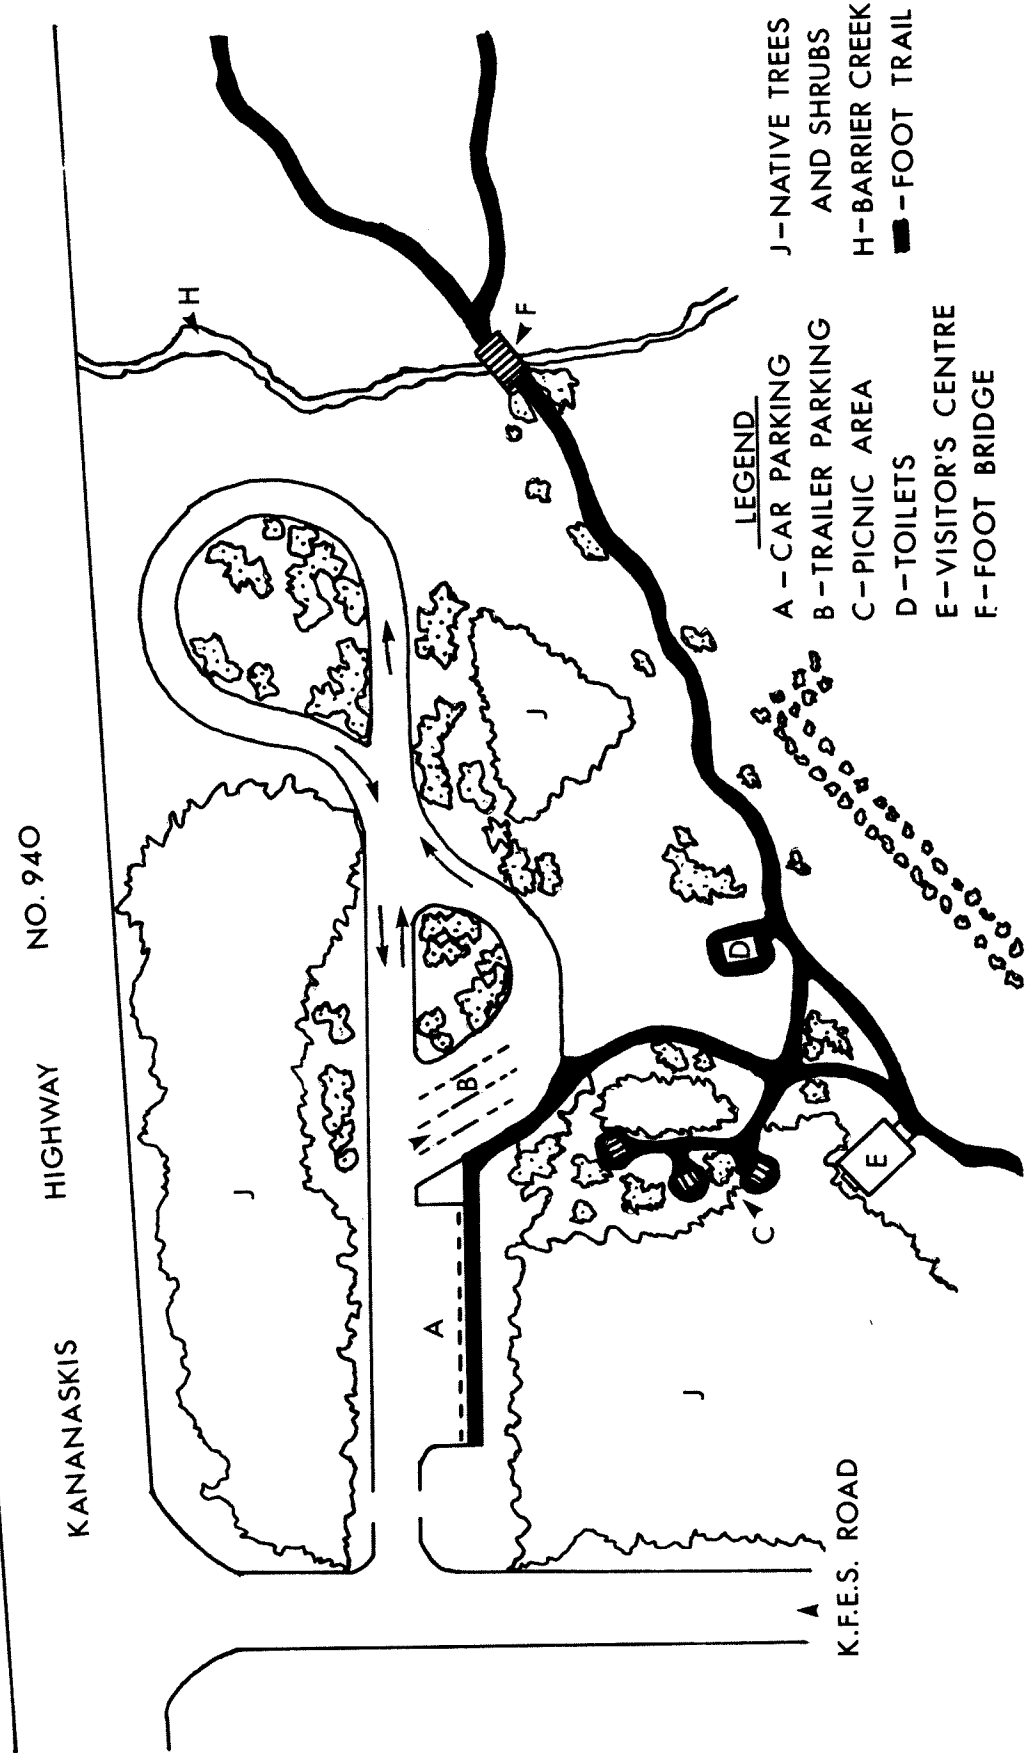 KANANASKIS HIGHWAY NO. 940
H
J
B
A
J
F
D
C
E
J
K.F.E.S. ROAD
LEGEND
A – CAR PARKING
B – TRAILER PARKING
C – PICNIC AREA
D – TOILETS
E – VISITOR'S CENTRE
F – FOOT BRIDGE
J – NATIVE TREES
AND SHRUBS
H – BARRIER CREEK
– FOOT TRAIL